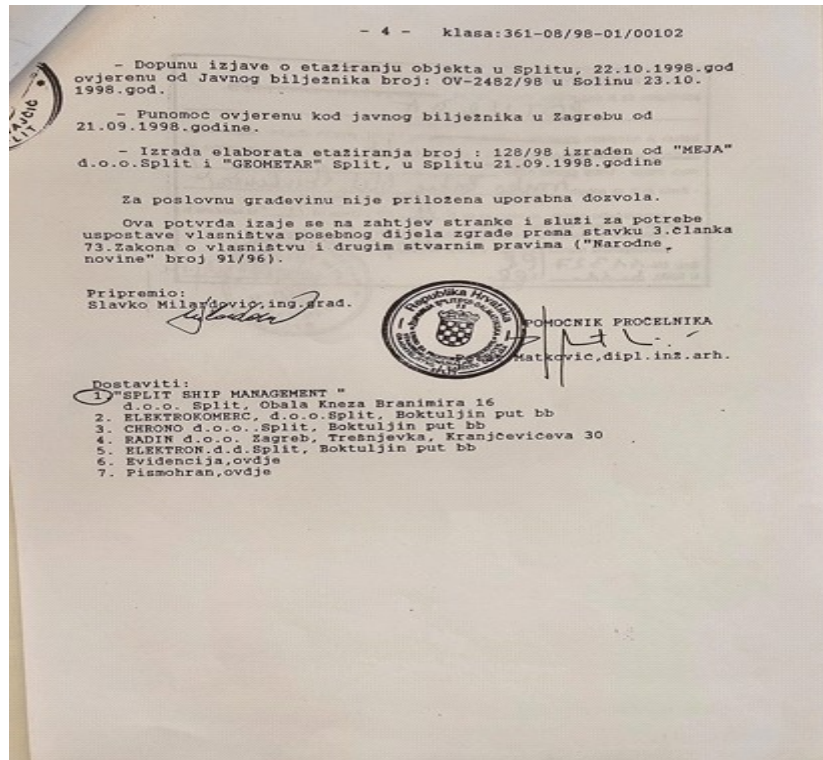 - 4 - klasa:361-08/98-01/00102
- Dopunu izjave o etažiranju objekta u Splitu, 22.10.1998.god
ovjerenu od Javnog bilježnika broj: OV-2482/98 u Solinu 23.10.
1998.god.
- Punomoć ovjerenu kod javnog bilježnika u Zagrebu od
21.09.1998.godine.
- Izrada elaborata etažiranja broj : 128/98 izrađen od "MEJA"
d.o.o.Split i "GEOMETAR" Split, u Splitu 21.09.1998.godine
Za poslovnu građevinu nije priložena uporabna dozvola.
Ova potvrda izaje se na zahtjev stranke i služi za potrebe
uspostave vlasništva posebnog dijela zgrade prema stavku 3.članka
73.Zakona o vlasništvu i drugim stvarnim pravima ("Narodne
novine" broj 91/96).
Pripremio:
Slavko Milardović,ing.građ.
Republika Hrvatska
POMOĆNIK PROČELNIKA
Matković,dipl.inž.arh.
Dostaviti:
1. "SPLIT SHIP MANAGEMENT "
d.o.o. Split, Obala Kneza Branimira 16
2. ELEKTROKOMERC, d.o.o.Split, Boktuljin put bb
3. CHRONO d.o.o..Split, Boktuljin put bb
4. RADIN d.o.o. Zagreb, Trešnjevka, Kranjčevićeva 30
5. ELEKTRON.d.d.Split, Boktuljin put bb
6. Evidencija,ovdje
7. Pismohran,ovdje